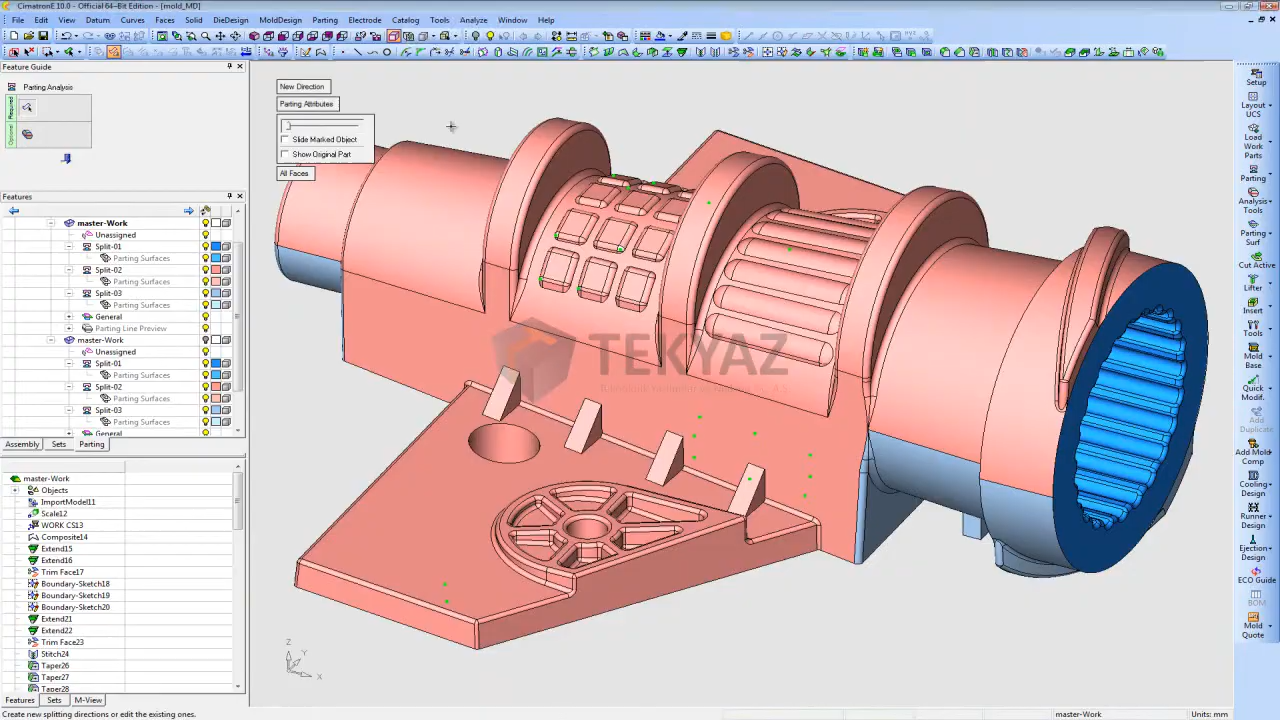 CimatronE 10.0 - Official 64-Bit Edition - [mold_MD]
File Edit View Datum Curves Faces Solid DieDesign MoldDesign Parting Electrode Catalog Tools Analyze Window Help
Feature Guide
Parting Analysis
Required
Optional
Features
master-Work
Unassigned
Split-01
Parting Surfaces
Split-02
Parting Surfaces
Split-03
Parting Surfaces
General
Parting Line Preview
master-Work
Unassigned
Split-01
Parting Surfaces
Split-02
Parting Surfaces
Split-03
Parting Surfaces
General
Assembly Sets Parting
master-Work
Objects
ImportModel11
Scale12
WORK CS13
Composite14
Extend15
Extend16
Trim Face17
Boundary-Sketch18
Boundary-Sketch19
Boundary-Sketch20
Extend21
Extend22
Trim Face23
Stitch24
Taper26
Taper27
Taper28
Features Sets M-View
Create new splitting directions or edit the existing ones.
New Direction
Parting Attributes
Slide Marked Object
Show Original Part
All Faces
TEKYAZ
Z
Y
X
Setup
Layout
UCS
Load
Work
Parts
Parting
Analysis
Tools
Parting
Surf
Cut Active
Lifter
Insert
Tools
Mold
Base
Quick
Modif.
Add
Duplicate
Add Mold
Comp
Cooling
Design
Runner
Design
Ejection
Design
ECO Guide
BOM
Mold
Quote
master-Work
Units: mm